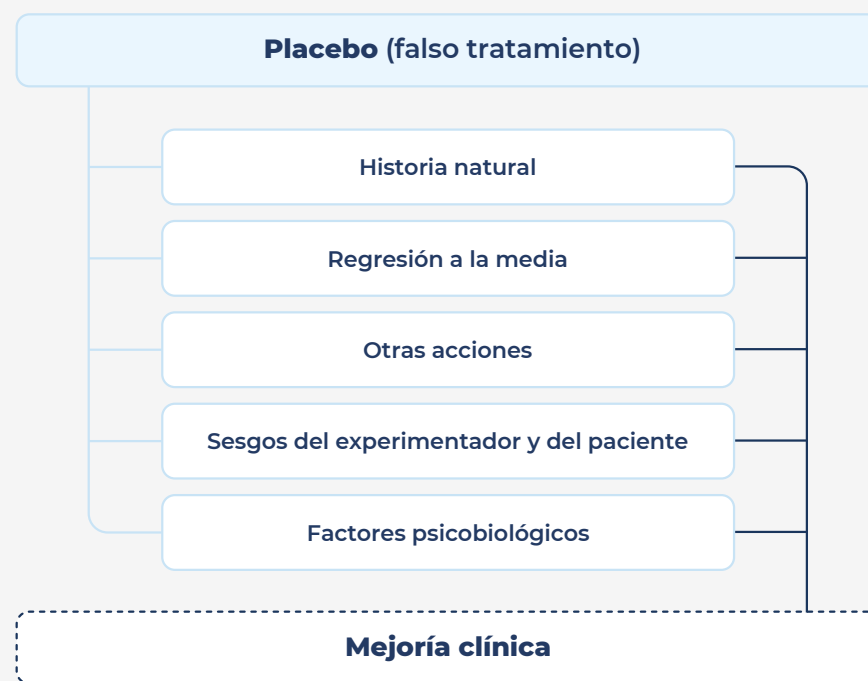 Placebo (falso tratamiento)
Historia natural
Regresión a la media
Otras acciones
Sesgos del experimentador y del paciente
Factores psicobiológicos
Mejoría clínica